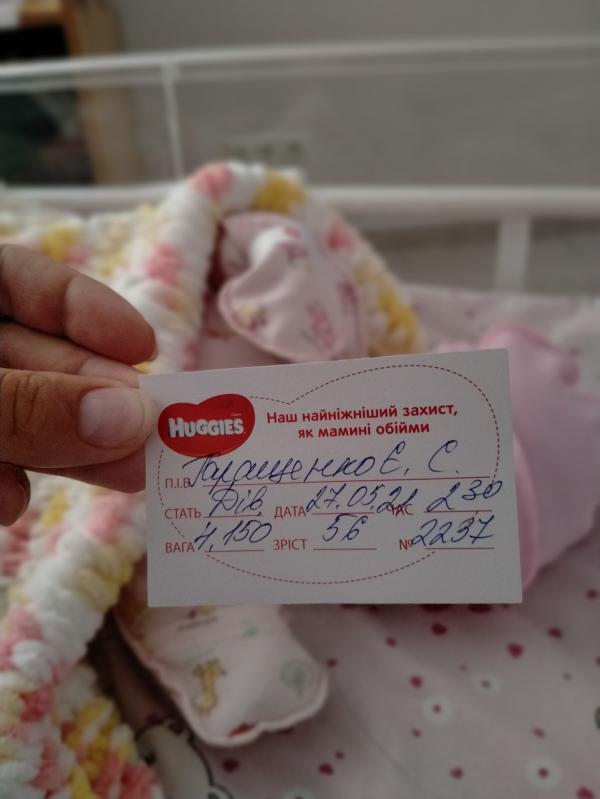 HUGGIES
Наш найніжніший захист,
як мамині обійми
П.І.Б Таращенко Є. С.
СТАТЬ Дів. ДАТА 27.05.21 ЧАС 2 30
ВАГА 4,150 ЗРІСТ 56 № 2237